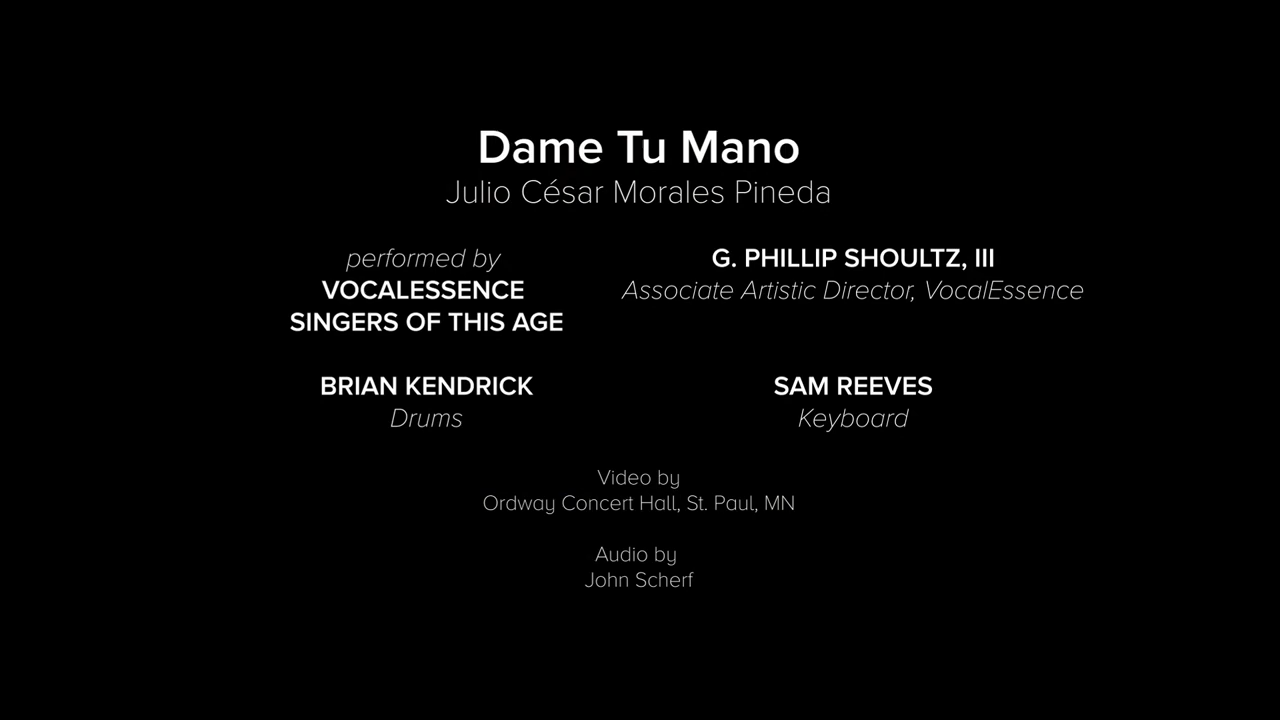 Dame Tu Mano
Julio César Morales Pineda
performed by
VOCALESSENCE
SINGERS OF THIS AGE
G. PHILLIP SHOULTZ, III
Associate Artistic Director, VocalEssence
BRIAN KENDRICK
Drums
SAM REEVES
Keyboard
Video by
Ordway Concert Hall, St. Paul, MN
Audio by
John Scherf